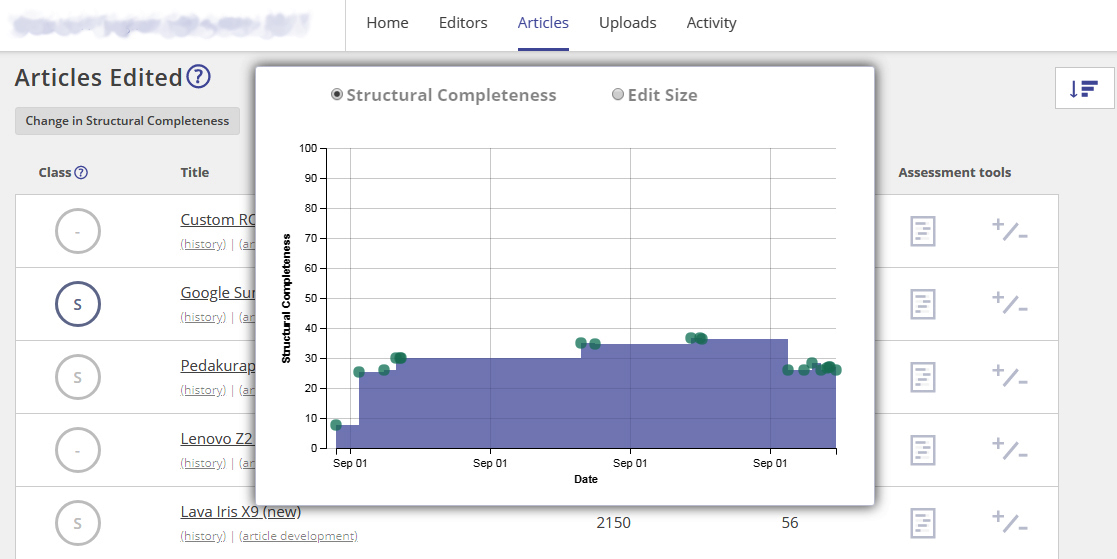 Home Editors Articles Uploads Activity
Articles Edited ?
Change in Structural Completeness
Class ? Title Assessment tools
Structural Completeness Edit Size
100
90
80
70
60
50
40
30
20
10
0
Structural Completeness
Sep 01 Sep 01 Sep 01 Sep 01
Date
-
Custom RO
(history) | (ar
+/-
S
Google Sur
(history) | (ar
+/-
S
Pedakurap
(history) | (ar
+/-
-
Lenovo Z2
(history) | (ar
+/-
S
Lava Iris X9 (new) 2150 56
(history) | (article development)
+/-